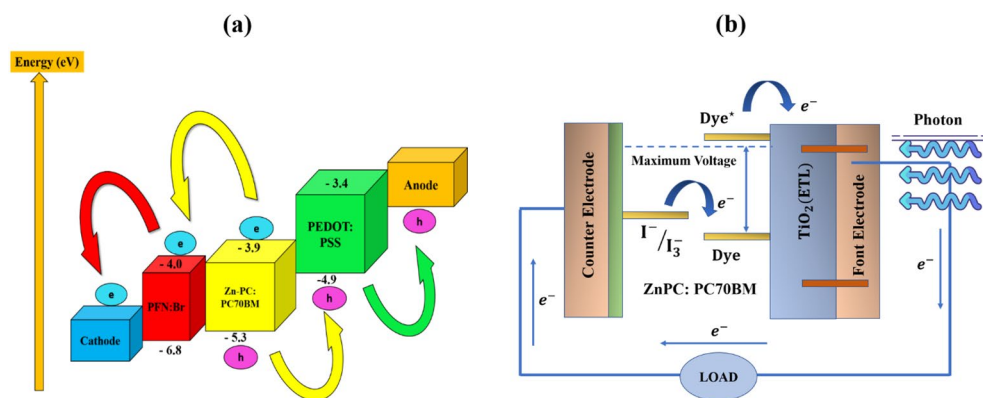 (a)
Energy (eV)
e
e
e
- 4.0
PFN:Br
- 6.8
Cathode
- 3.9
Zn-PC:
PC70BM
- 5.3
h
- 3.4
PEDOT:
PSS
-4.9
h
Anode
h
(b)
Counter Electrode
Dye*
e⁻
Maximum Voltage
e⁻
I⁻/I₃⁻
Dye
ZnPC: PC70BM
TiO₂(ETL)
Font Electrode
Photon
e⁻
e⁻
e⁻
LOAD